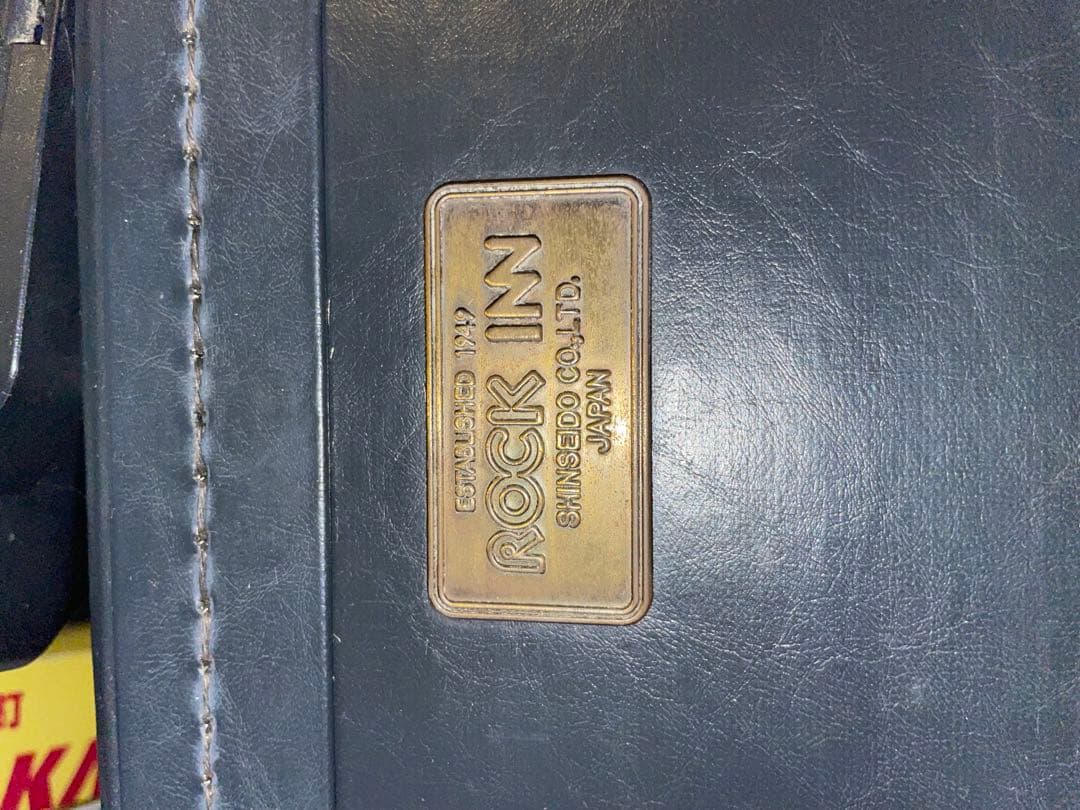 ESTABLISHED 1949
ROCK INN
SHINSEIDO CO.,LTD.
JAPAN